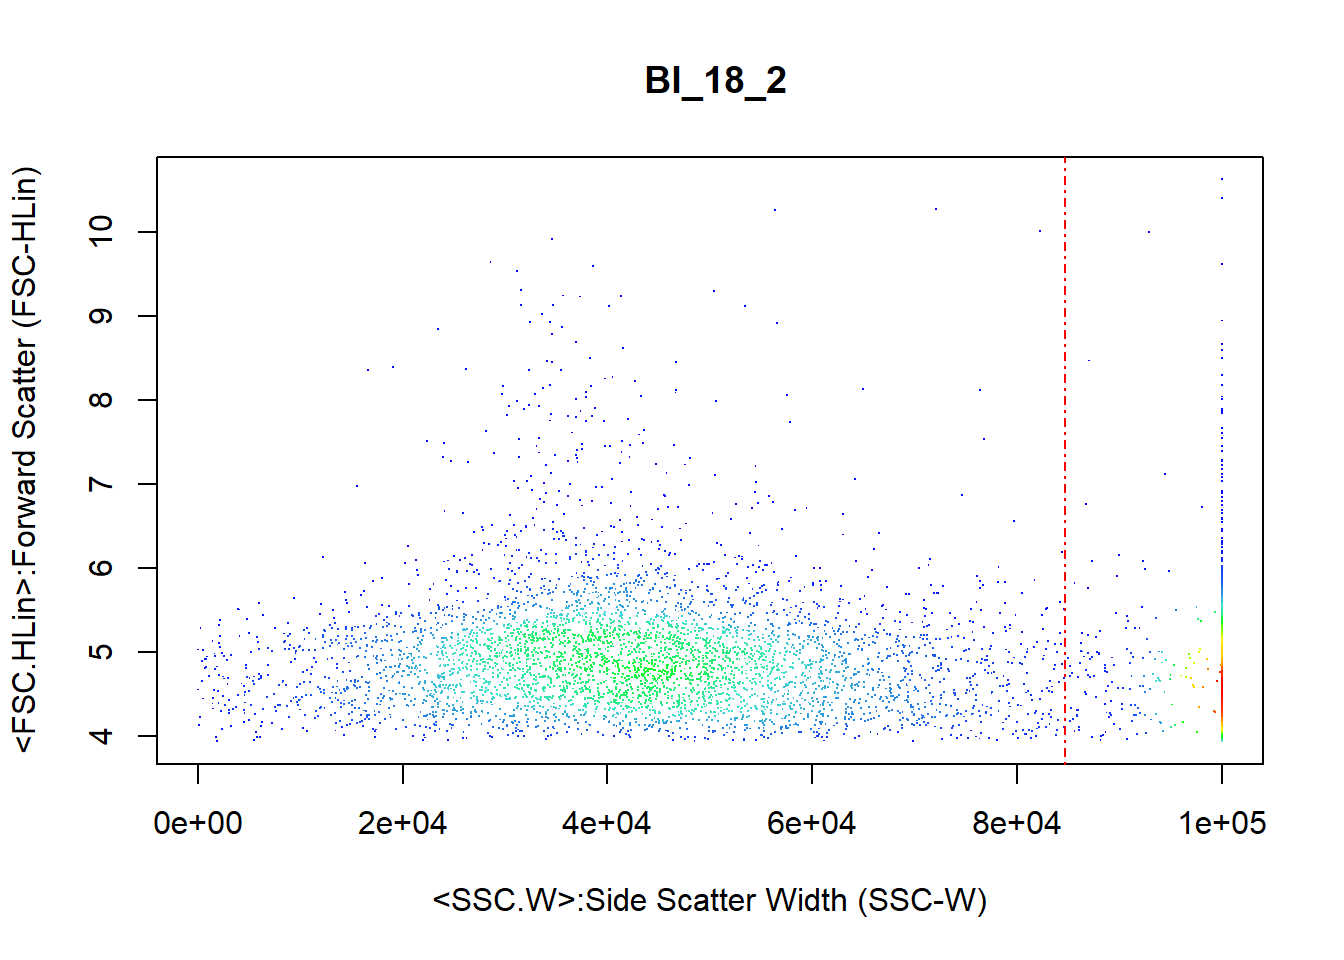 BI_18_2
<FSC.HLin>:Forward Scatter (FSC-HLin)
10
9
8
7
6
5
4
0e+00 2e+04 4e+04 6e+04 8e+04 1e+05
<SSC.W>:Side Scatter Width (SSC-W)